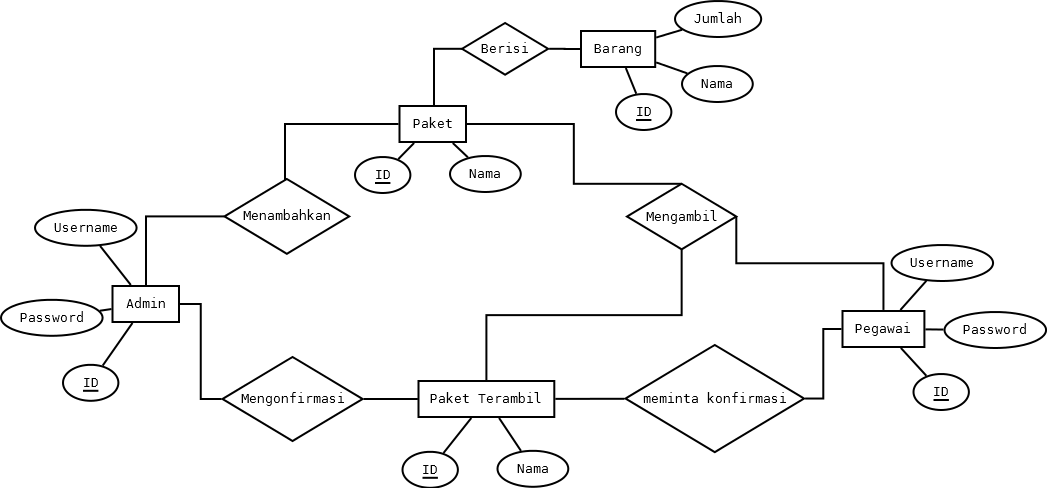 Jumlah
Berisi
Barang
Nama
ID
Paket
ID
Nama
Menambahkan
Mengambil
Username
Username
Admin
Password
Pegawai
Password
ID
ID
Mengonfirmasi
Paket Terambil
meminta konfirmasi
ID
Nama